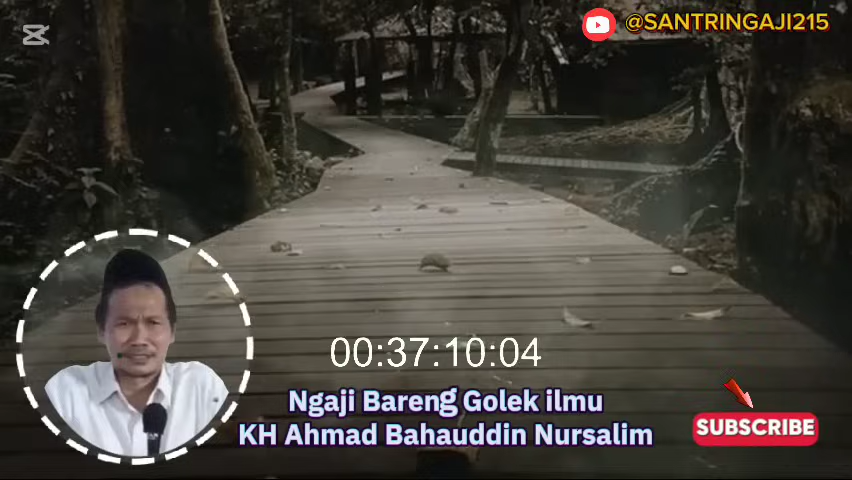 @SANTRINGAJI215
00:37:10:04
Ngaji Bareng Golek ilmu
KH Ahmad Bahauddin Nursalim
SUBSCRIBE